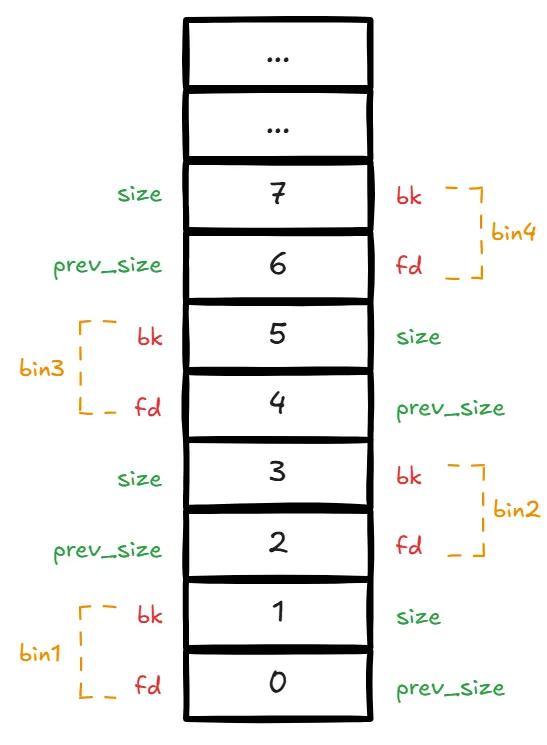 ...
...
size 7 bk
bin4
prev_size 6 fd
bk 5 size
bin3
fd 4 prev_size
size 3 bk
bin2
prev_size 2 fd
bk 1 size
bin1
fd 0 prev_size